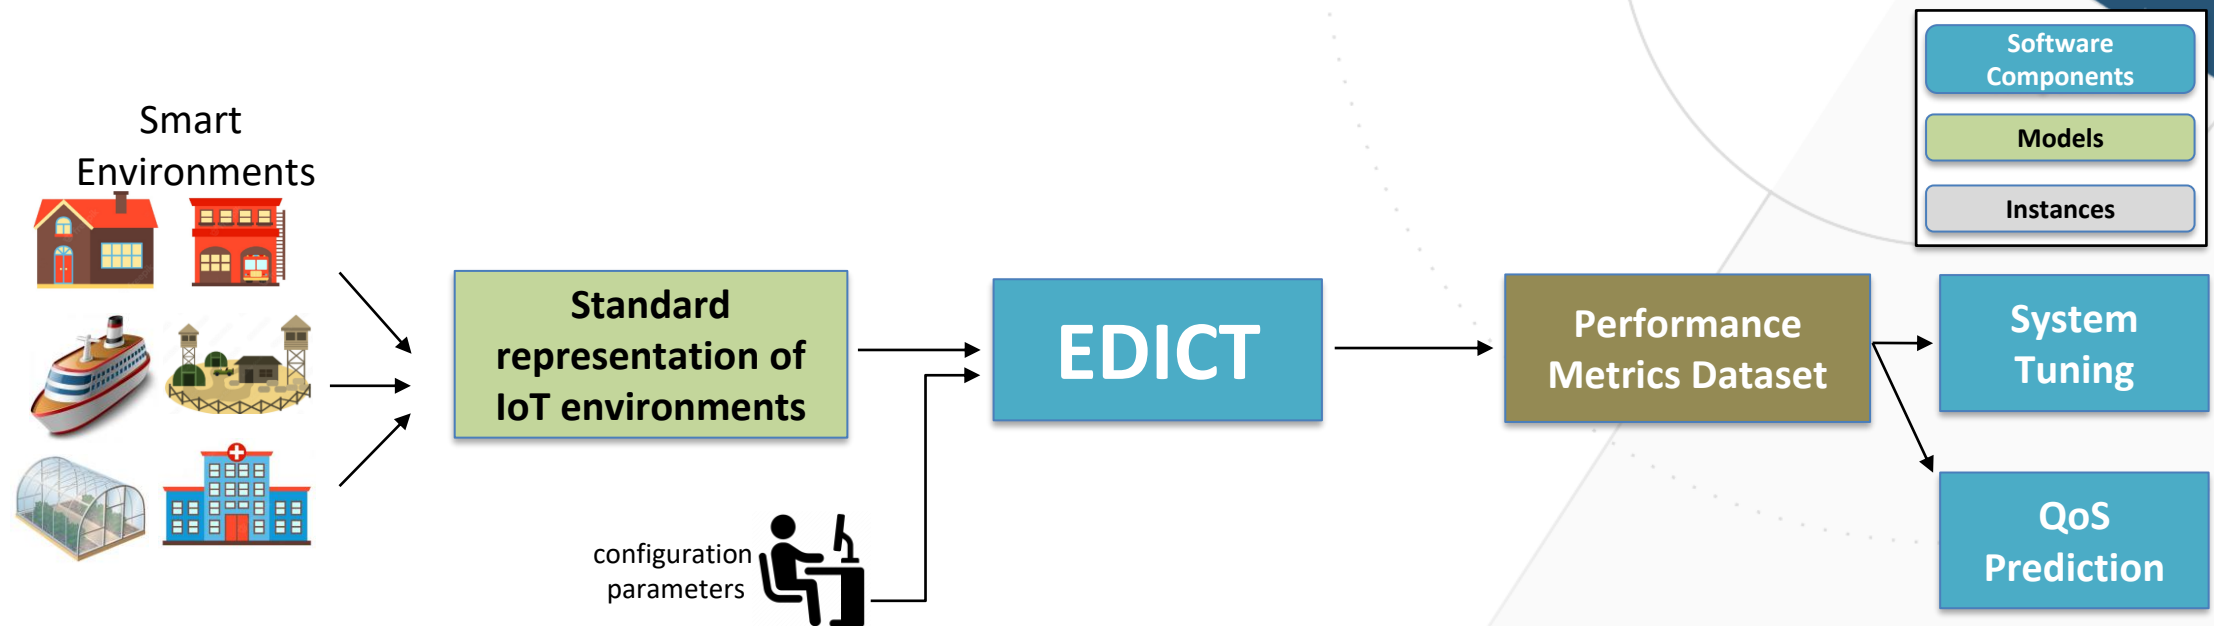 Smart
Environments
Standard
representation of
IoT environments
configuration
parameters
EDICT
Performance
Metrics Dataset
System
Tuning
QoS
Prediction
Software
Components
Models
Instances